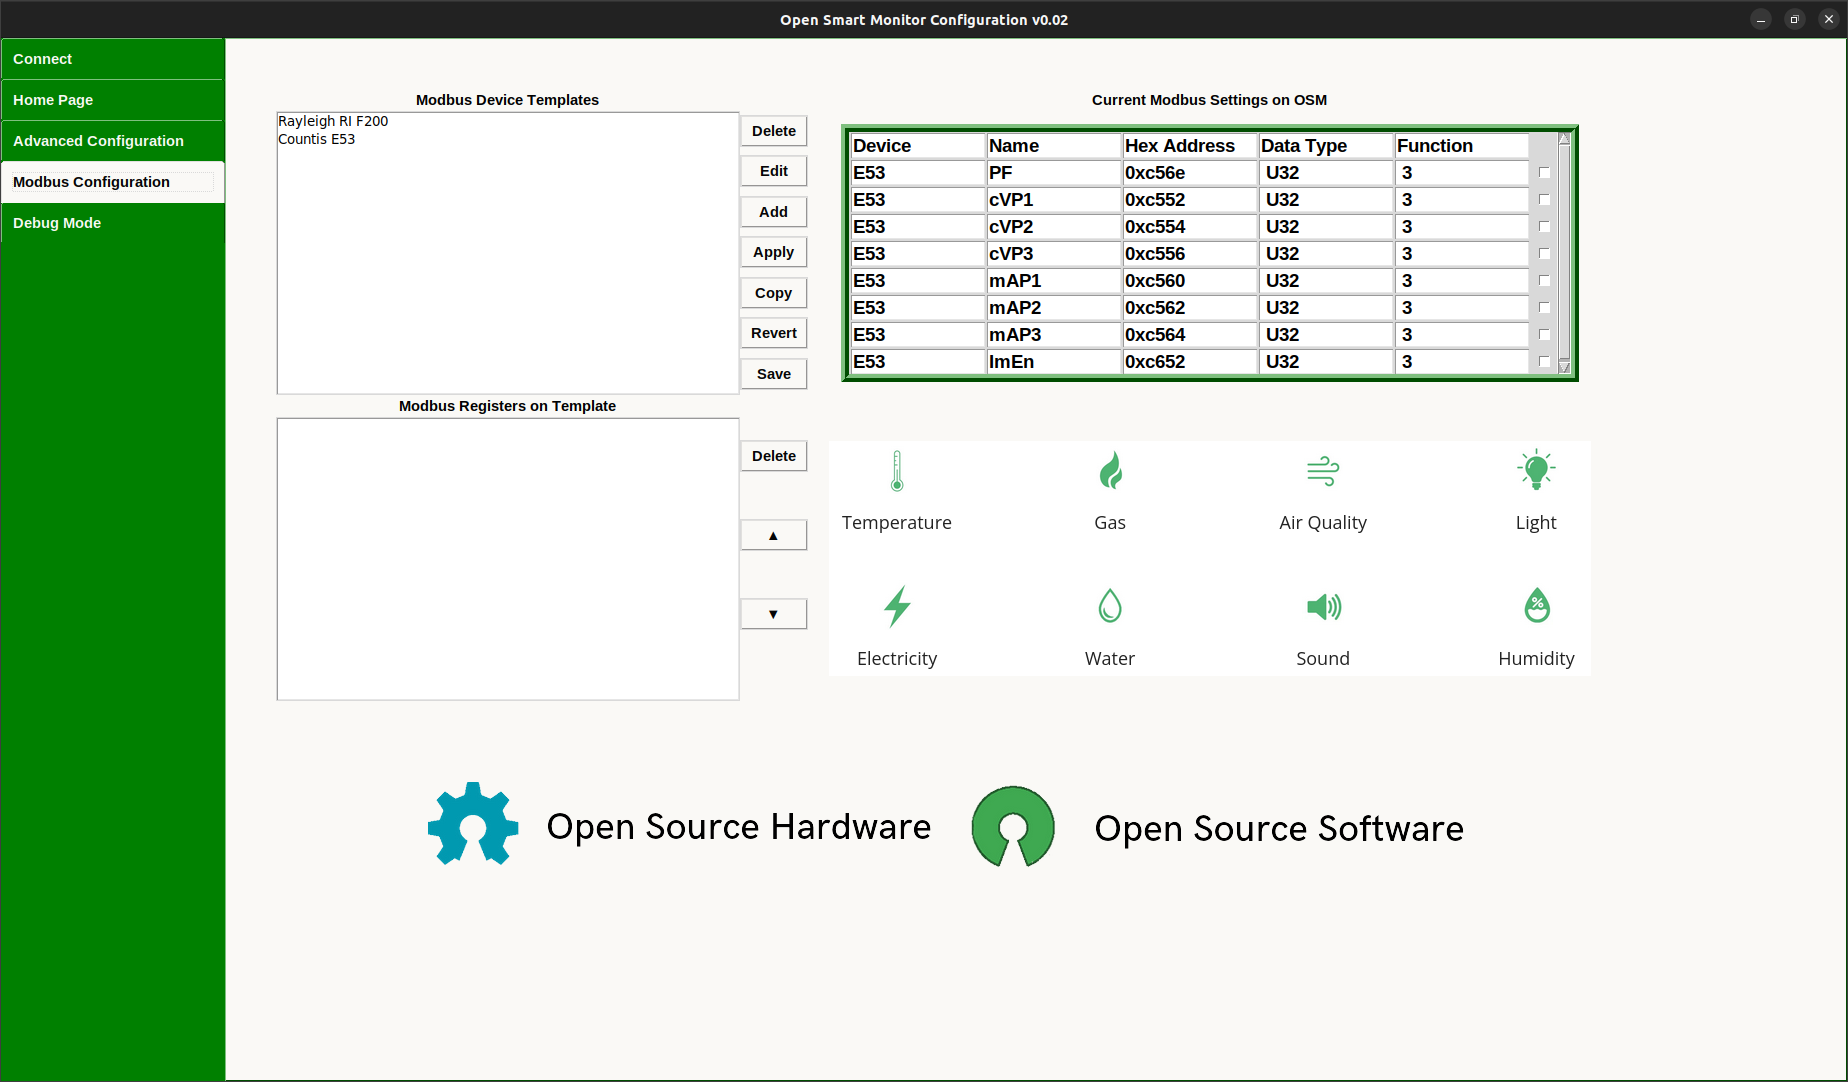 Open Smart Monitor Configuration v0.02
Connect
Home Page
Advanced Configuration
Modbus Configuration
Debug Mode
Modbus Device Templates
Rayleigh RI F200
Countis E53
Delete
Edit
Add
Apply
Copy
Revert
Save
Modbus Registers on Template
Delete
▲
▼
Current Modbus Settings on OSM
Device Name Hex Address Data Type Function
E53 PF 0xc56e U32 3
E53 cVP1 0xc552 U32 3
E53 cVP2 0xc554 U32 3
E53 cVP3 0xc556 U32 3
E53 mAP1 0xc560 U32 3
E53 mAP2 0xc562 U32 3
E53 mAP3 0xc564 U32 3
E53 ImEn 0xc652 U32 3
Temperature Gas Air Quality Light
Electricity Water Sound Humidity
Open Source Hardware
Open Source Software